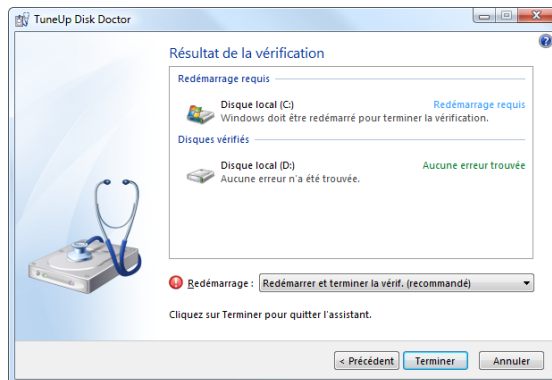 TuneUp Disk Doctor
Résultat de la vérification
Redémarrage requis
Disque local (C:) Redémarrage requis
Windows doit être redémarré pour terminer la vérification.
Disques vérifiés
Disque local (D:) Aucune erreur trouvée
Aucune erreur n'a été trouvée.
Redémarrage : Redémarrer et terminer la vérif. (recommandé)
Cliquez sur Terminer pour quitter l'assistant.
< Précédent Terminer Annuler